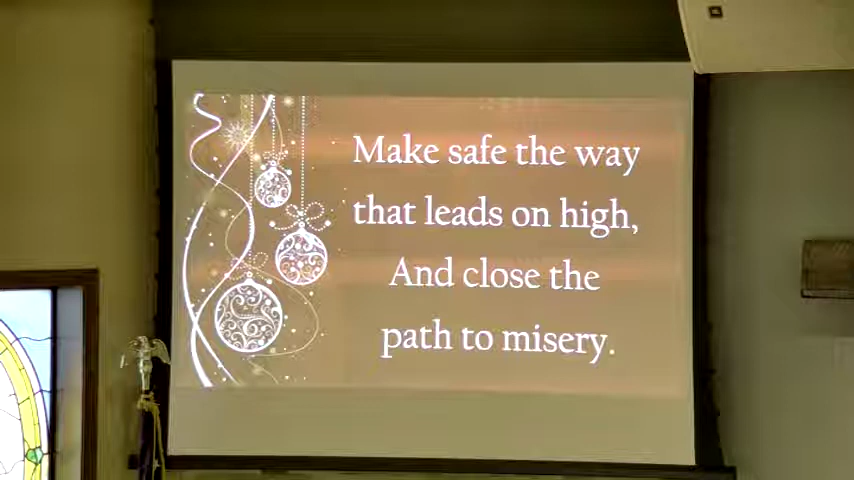 Make safe the way
that leads on high,
And close the
path to misery.